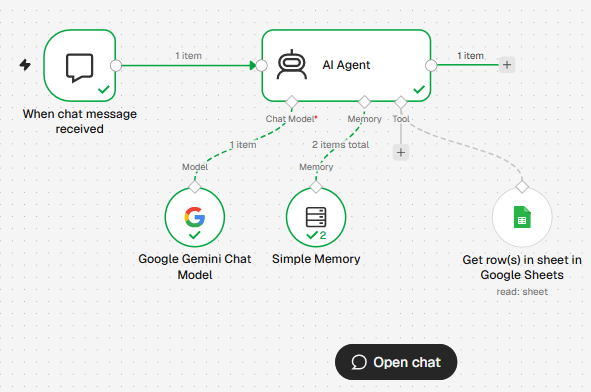 1 item
AI Agent
1 item
When chat message
received
Chat Model*
Memory
Tool
1 item
2 items total
Model
Memory
2
Google Gemini Chat
Model
Simple Memory
Get row(s) in sheet in
Google Sheets
read: sheet
Open chat